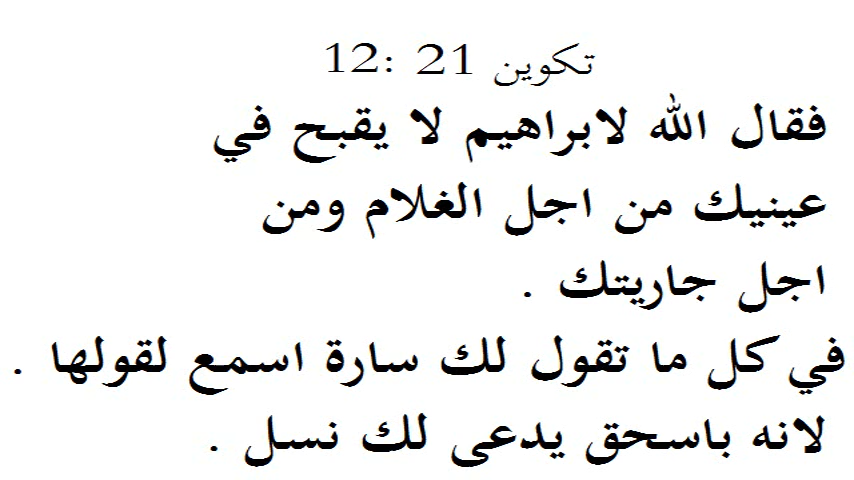 تكوين 21 :12
فقال الله لابراهيم لا يقبح في
عينيك من اجل الغلام ومن
اجل جاريتك .
في كل ما تقول لك سارة اسمع لقولها .
لانه باسحق يدعى لك نسل .